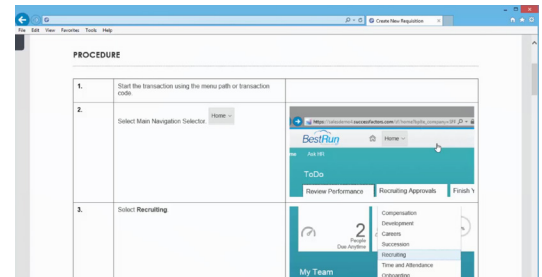 Create New Requisition
File Edit View Favorites Tools Help
PROCEDURE
1. Start the transaction using the menu path or transaction
code.
2. Select Main Navigation Selector. Home
BestRun Home
Ask HR
ToDo
Review Performance Recruiting Approvals Finish Y
3. Select Recruiting.
2
People
Due Anytime
My Team
Compensation
Development
Careers
Succession
Recruiting
Time and Attendance
Onboarding